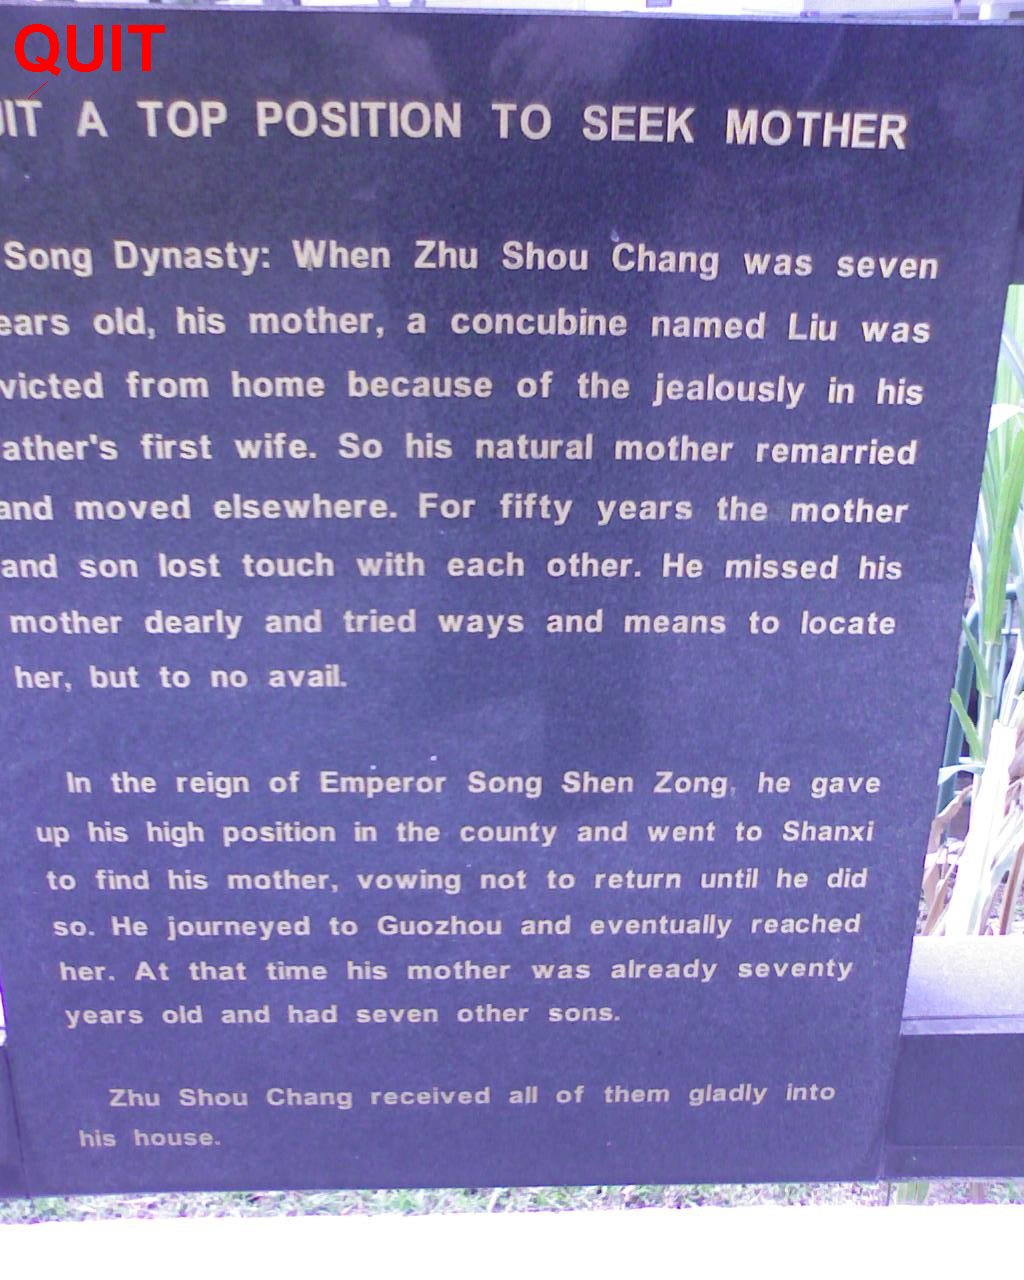 QUIT
UIT A TOP POSITION TO SEEK MOTHER
Song Dynasty: When Zhu Shou Chang was seven
ears old, his mother, a concubine named Liu was
victed from home because of the jealously in his
ather's first wife. So his natural mother remarried
and moved elsewhere. For fifty years the mother
and son lost touch with each other. He missed his
mother dearly and tried ways and means to locate
her, but to no avail.
In the reign of Emperor Song Shen Zong, he gave
up his high position in the county and went to Shanxi
to find his mother, vowing not to return until he did
so. He journeyed to Guozhou and eventually reached
her. At that time his mother was already seventy
years old and had seven other sons.
Zhu Shou Chang received all of them gladly into
his house.